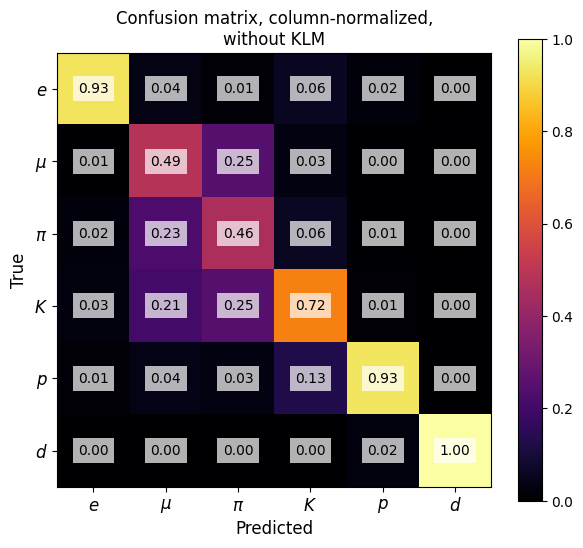 Confusion matrix, column-normalized,
without KLM
e 0.93 0.04 0.01 0.06 0.02 0.00
μ 0.01 0.49 0.25 0.03 0.00 0.00
π 0.02 0.23 0.46 0.06 0.01 0.00
K 0.03 0.21 0.25 0.72 0.01 0.00
p 0.01 0.04 0.03 0.13 0.93 0.00
d 0.00 0.00 0.00 0.00 0.02 1.00
e μ π K p d
Predicted
True
1.0
0.8
0.6
0.4
0.2
0.0